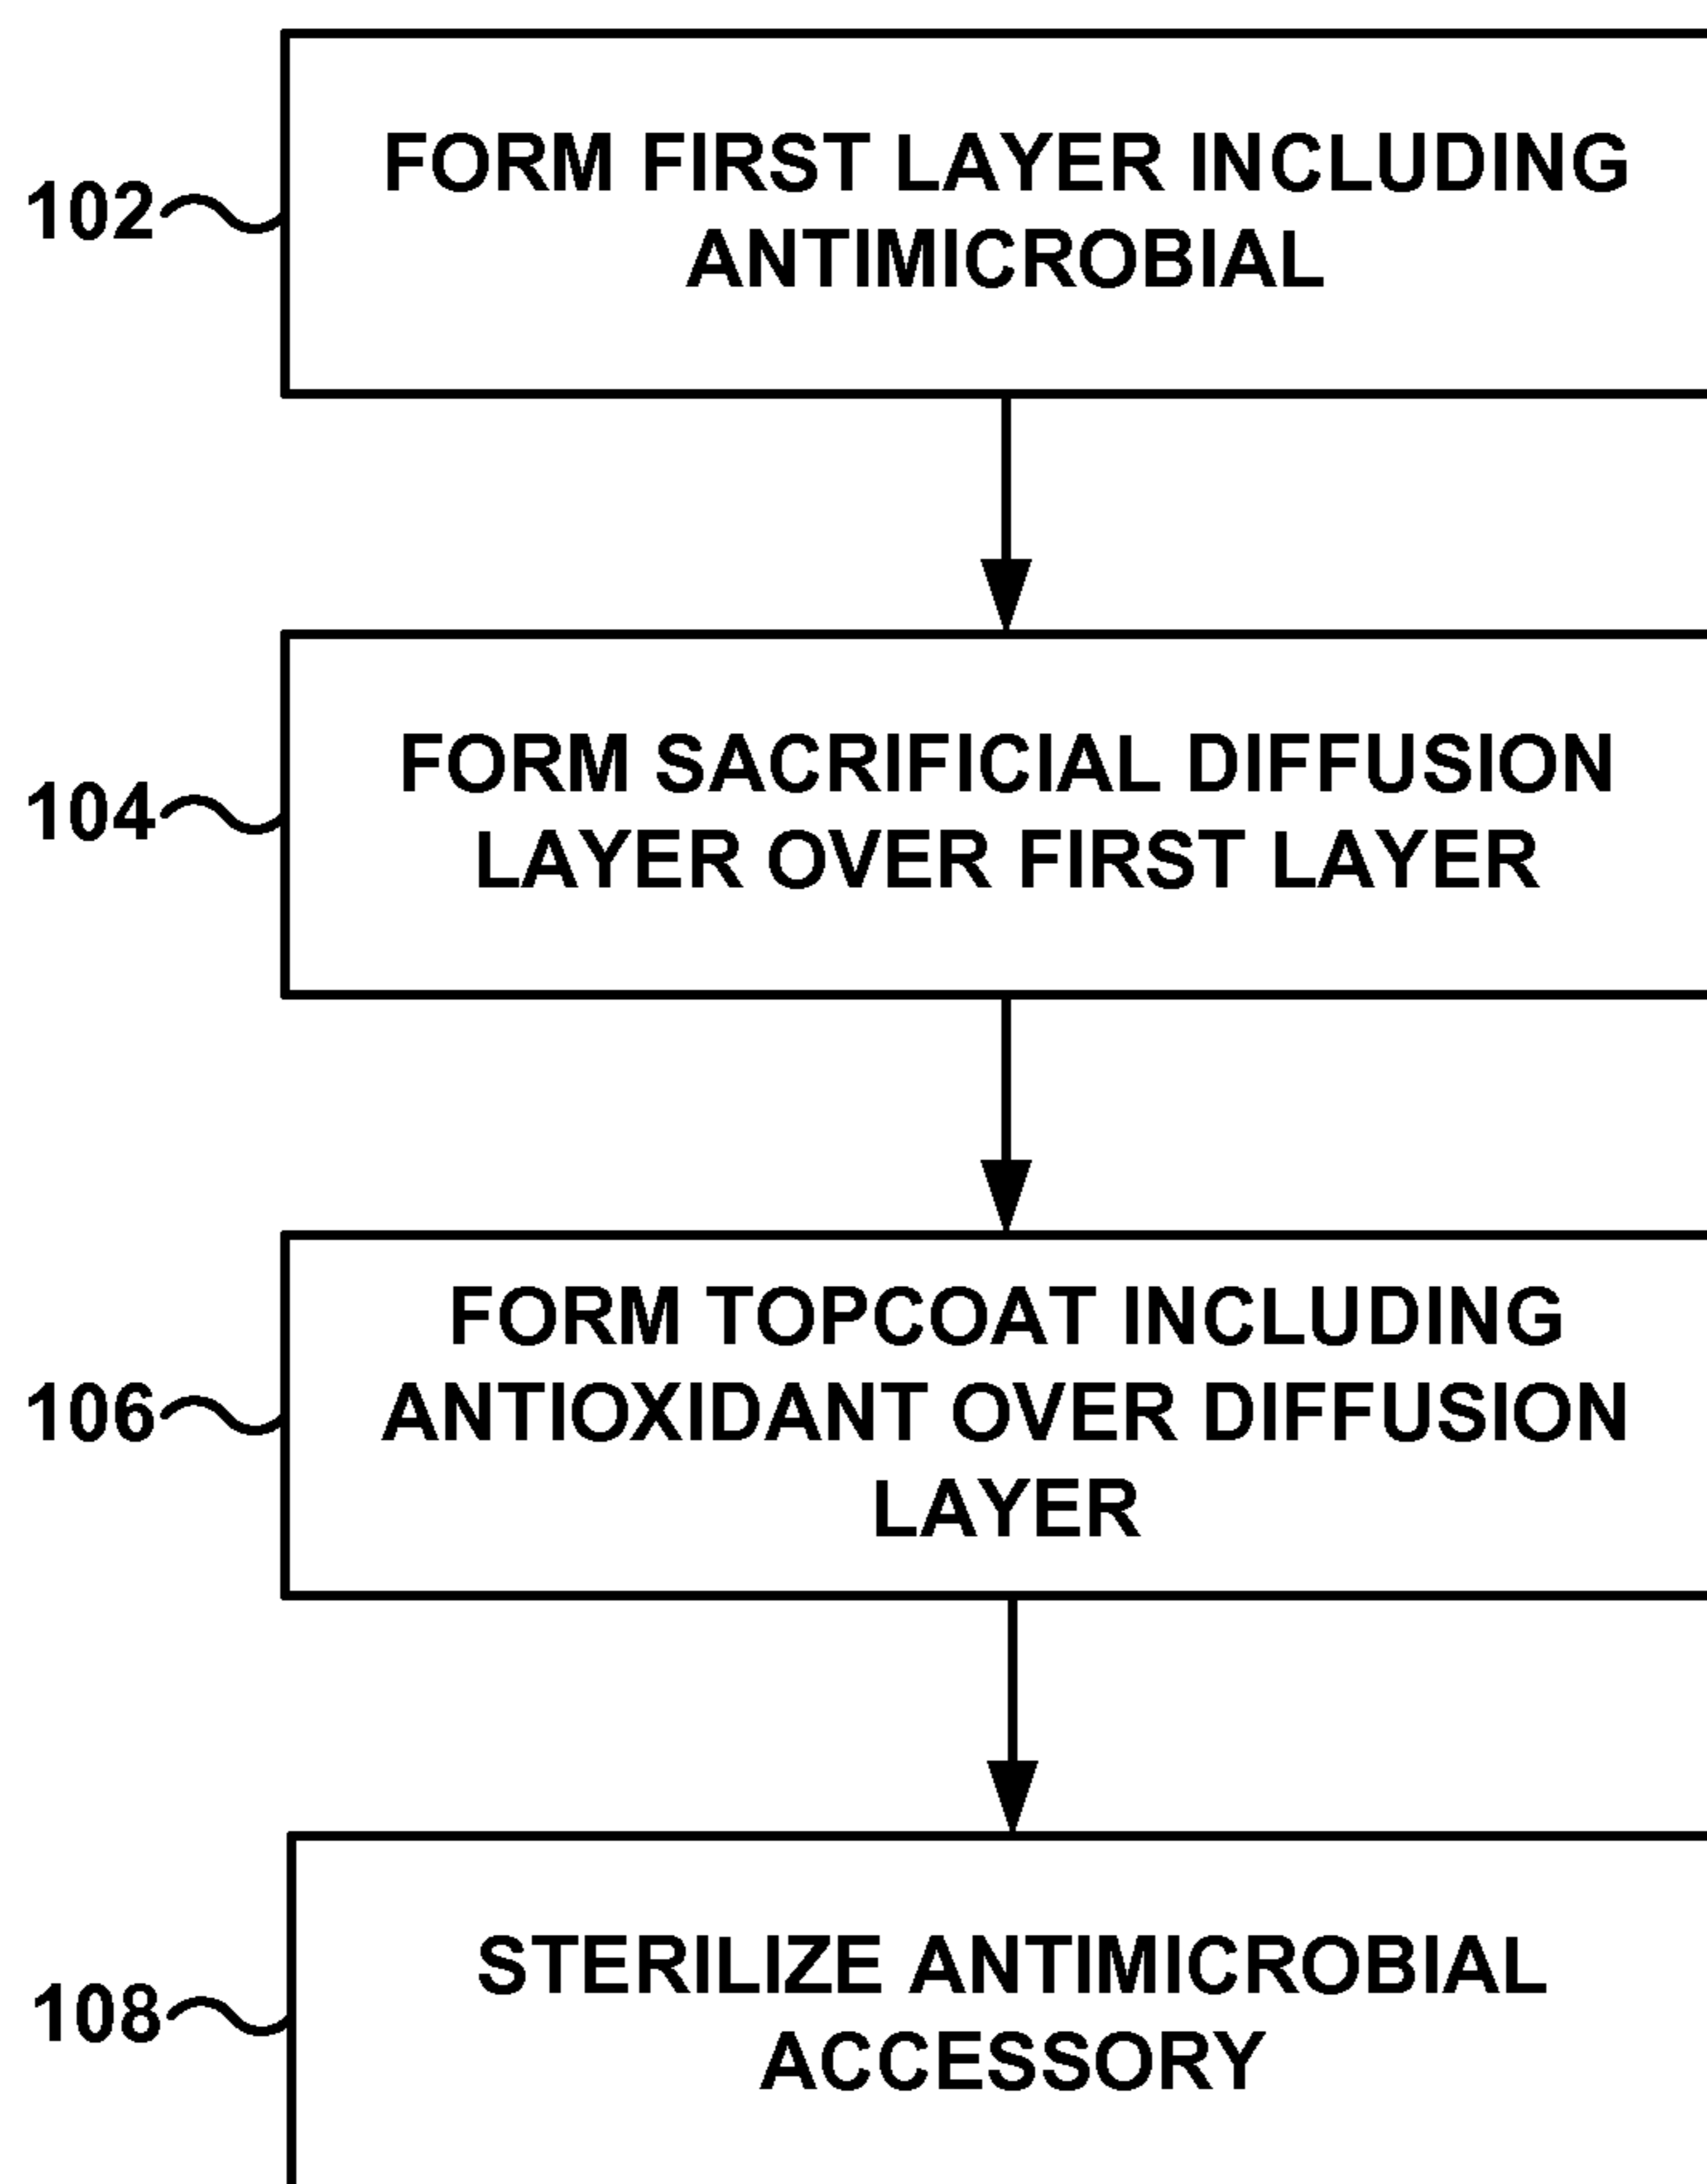 102
FORM FIRST LAYER INCLUDING
ANTIMICROBIAL
104
FORM SACRIFICIAL DIFFUSION
LAYER OVER FIRST LAYER
106
FORM TOPCOAT INCLUDING
ANTIOXIDANT OVER DIFFUSION
LAYER
108
STERILIZE ANTIMICROBIAL
ACCESSORY